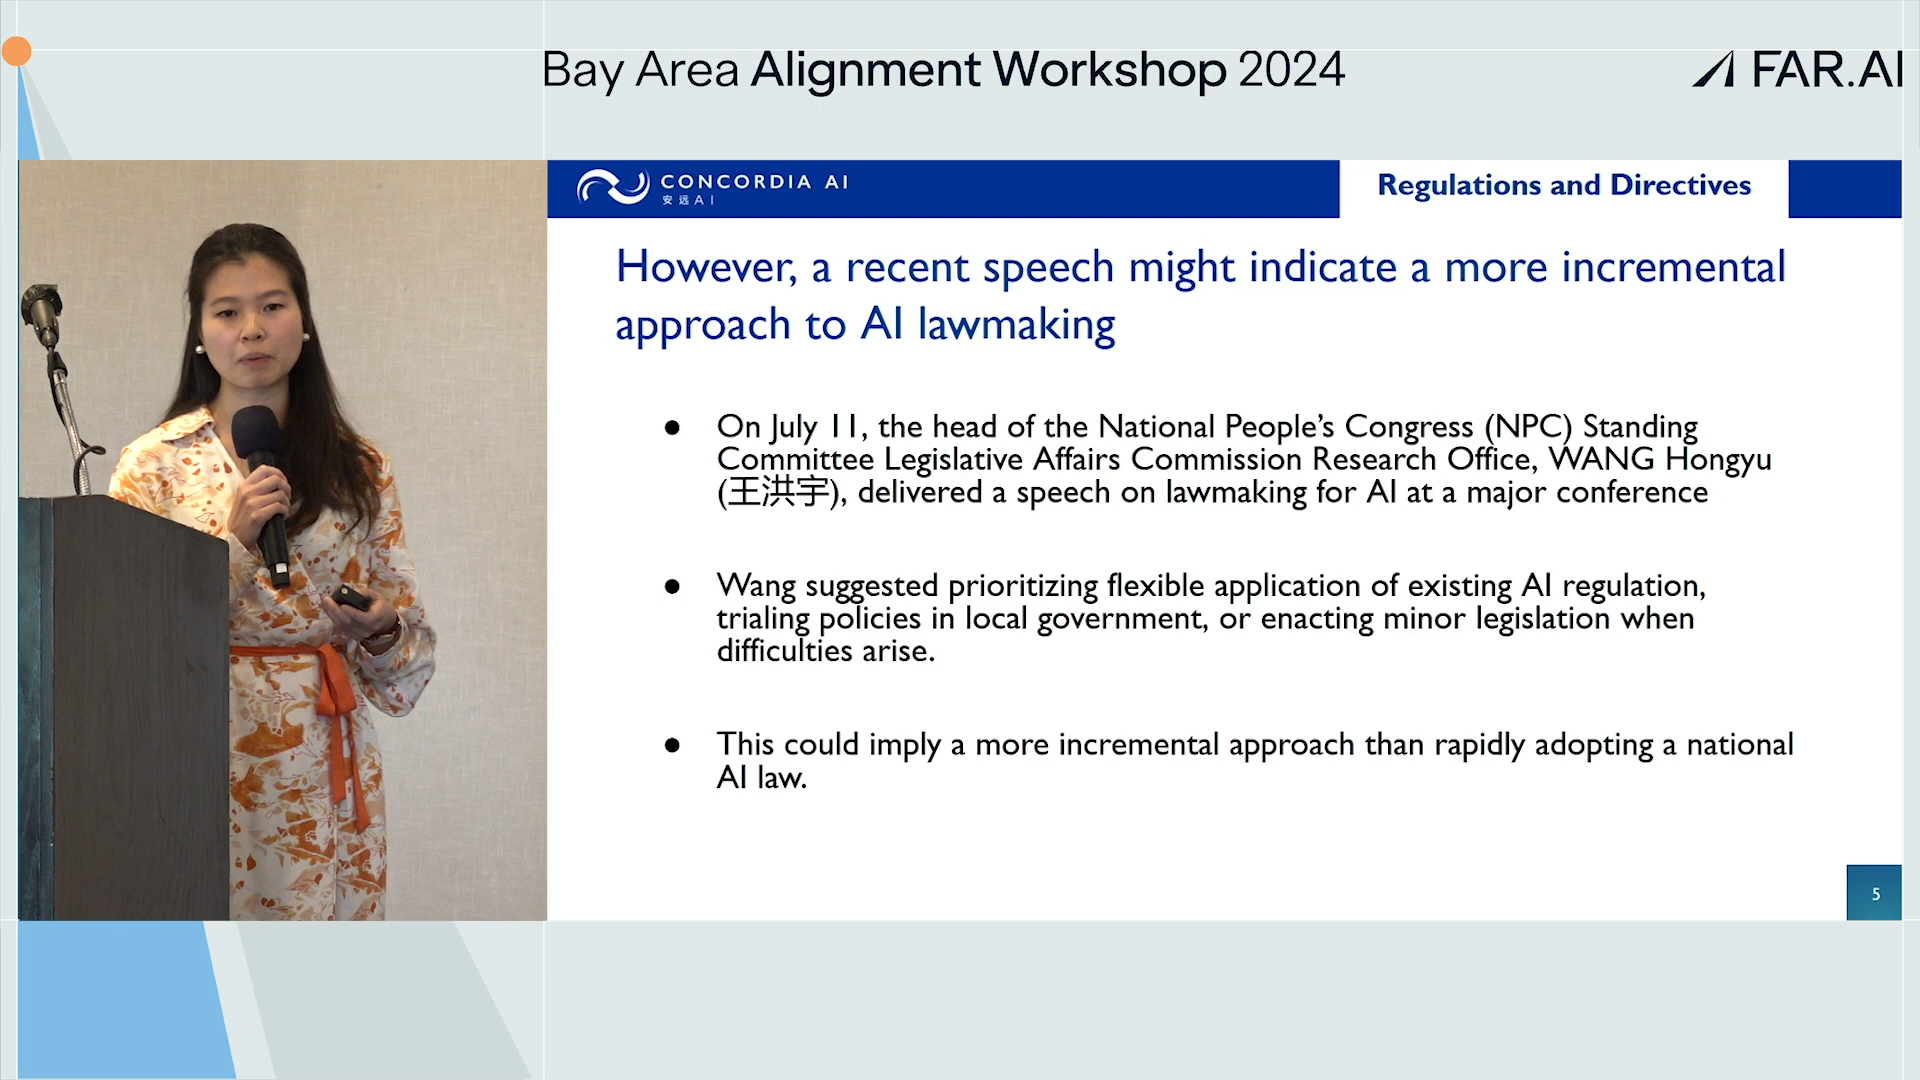 Bay Area Alignment Workshop 2024
FAR.AI
CONCORDIA AI
安远AI
Regulations and Directives
However, a recent speech might indicate a more incremental
approach to AI lawmaking
● On July 11, the head of the National People’s Congress (NPC) Standing
Committee Legislative Affairs Commission Research Office, WANG Hongyu
(王洪宇), delivered a speech on lawmaking for AI at a major conference
● Wang suggested prioritizing flexible application of existing AI regulation,
trialing policies in local government, or enacting minor legislation when
difficulties arise.
● This could imply a more incremental approach than rapidly adopting a national
AI law.
5